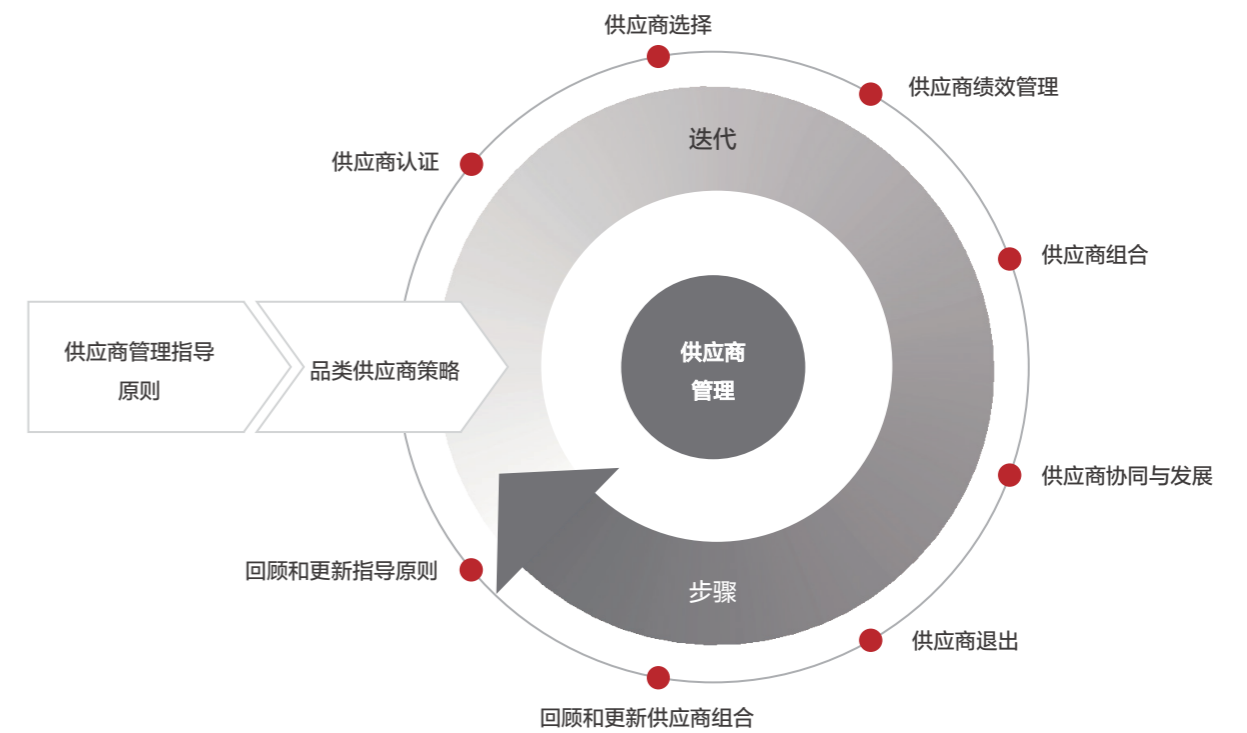 供应商选择
供应商绩效管理
迭代
供应商认证
供应商组合
供应商管理指导
原则
品类供应商策略
供应商
管理
供应商协同与发展
回顾和更新指导原则
步骤
供应商退出
回顾和更新供应商组合